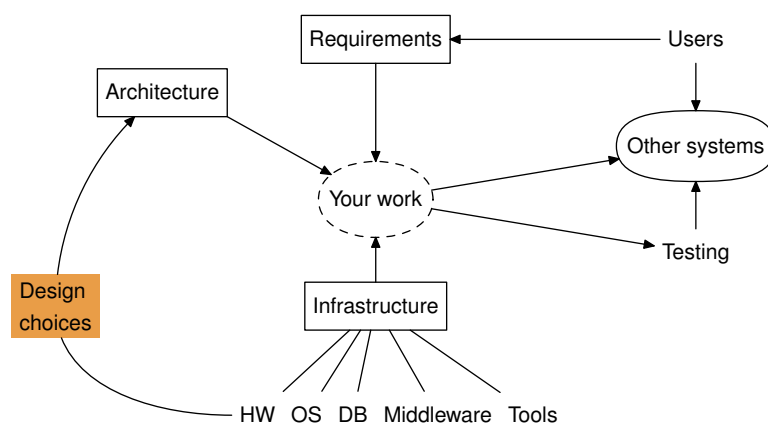 Requirements
Users
Architecture
Other systems
Your work
Testing
Design
choices
Infrastructure
HW OS DB Middleware Tools